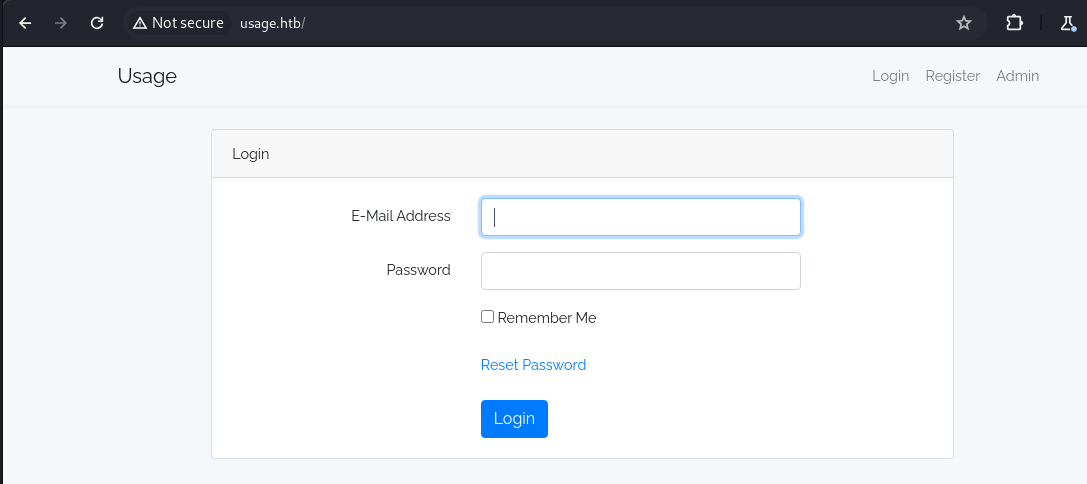 Not secure usage.htb/
Usage Login Register Admin
Login
E-Mail Address
Password
Remember Me
Reset Password
Login